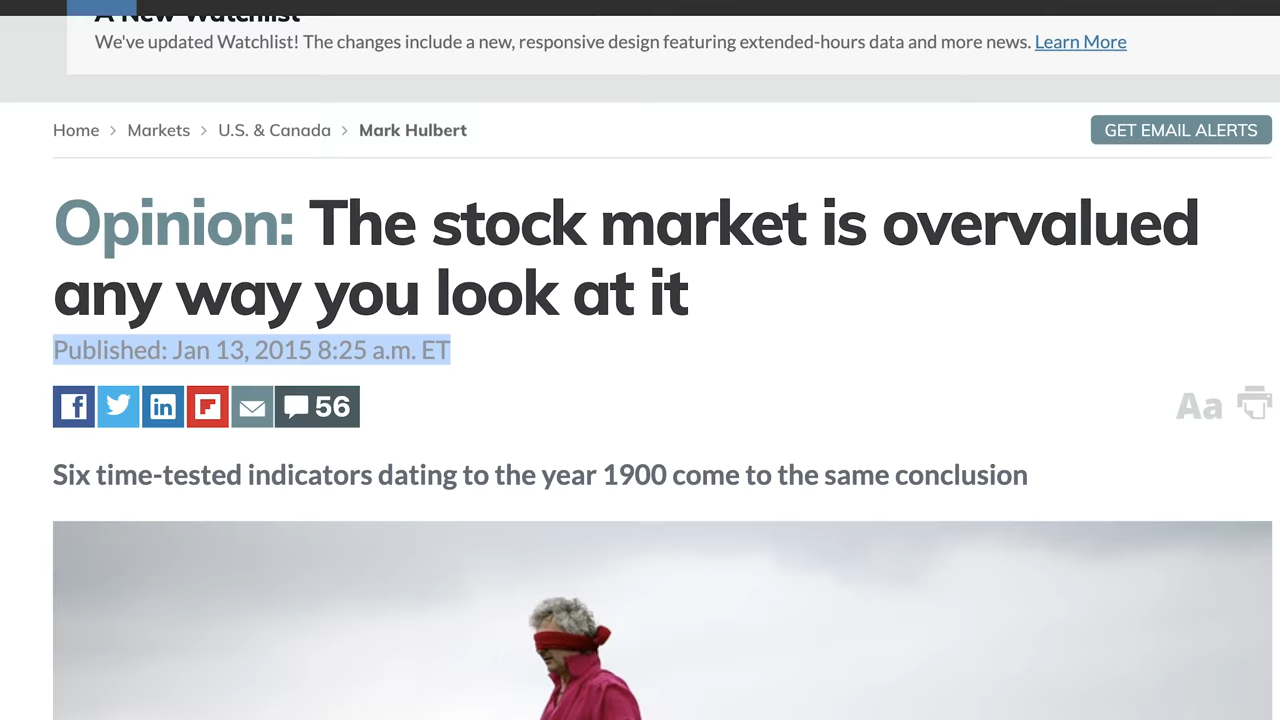 A New Watchlist
We've updated Watchlist! The changes include a new, responsive design featuring extended-hours data and more news. Learn More
Home > Markets > U.S. & Canada > Mark Hulbert
GET EMAIL ALERTS
Opinion: The stock market is overvalued
any way you look at it
Published: Jan 13, 2015 8:25 a.m. ET
56
Aa
Six time-tested indicators dating to the year 1900 come to the same conclusion